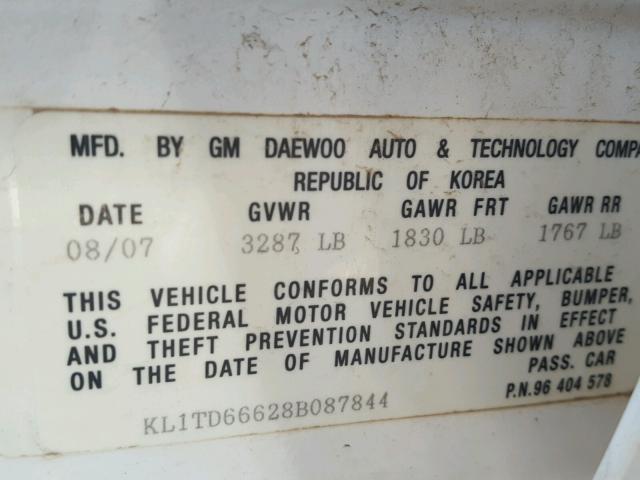 MFD. BY GM DAEWOO AUTO & TECHNOLOGY COMPA
REPUBLIC OF KOREA
DATE GVWR GAWR FRT GAWR RR
08/07 3287 LB 1830 LB 1767 LB
THIS VEHICLE CONFORMS TO ALL APPLICABLE
U.S. FEDERAL MOTOR VEHICLE SAFETY, BUMPER,
AND THEFT PREVENTION STANDARDS IN EFFECT
ON THE DATE OF MANUFACTURE SHOWN ABOVE
PASS. CAR
KL1TD66628B087844
P.N.96 404 578